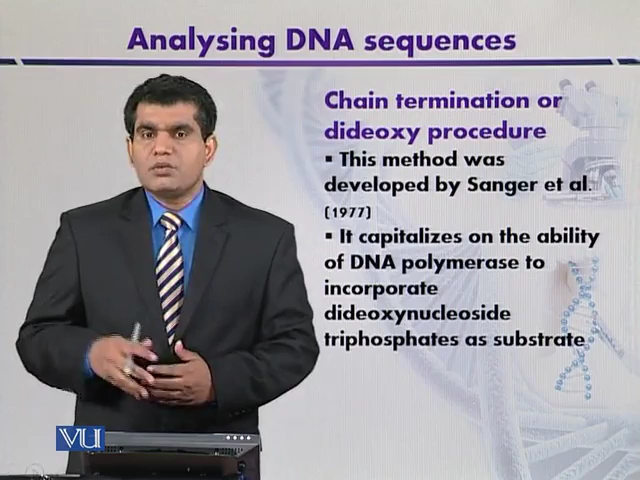 Analysing DNA sequences
Chain termination or
dideoxy procedure
▪ This method was
developed by Sanger et al.
(1977)
▪ It capitalizes on the ability
of DNA polymerase to
incorporate
dideoxynucleoside
triphosphates as substrate
VU